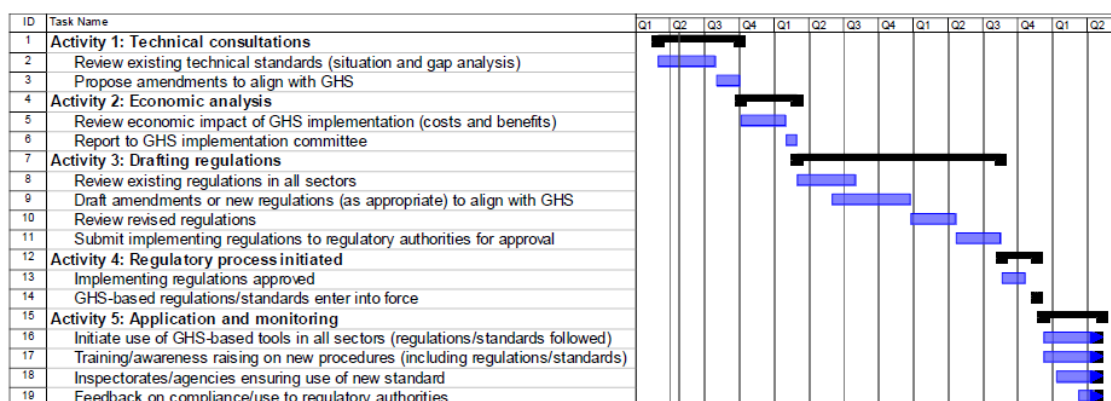 ID Task Name Q1 Q2 Q3 Q4 Q1 Q2 Q3 Q4 Q1 Q2 Q3 Q4 Q1 Q2
1 Activity 1: Technical consultations
2 Review existing technical standards (situation and gap analysis)
3 Propose amendments to align with GHS
4 Activity 2: Economic analysis
5 Review economic impact of GHS implementation (costs and benefits)
6 Report to GHS implementation committee
7 Activity 3: Drafting regulations
8 Review existing regulations in all sectors
9 Draft amendments or new regulations (as appropriate) to align with GHS
10 Review revised regulations
11 Submit implementing regulations to regulatory authorities for approval
12 Activity 4: Regulatory process initiated
13 Implementing regulations approved
14 GHS-based regulations/standards enter into force
15 Activity 5: Application and monitoring
16 Initiate use of GHS-based tools in all sectors (regulations/standards followed)
17 Training/awareness raising on new procedures (including regulations/standards)
18 Inspectorates/agencies ensuring use of new standard
19 Feedback on compliance/use to regulatory authorities